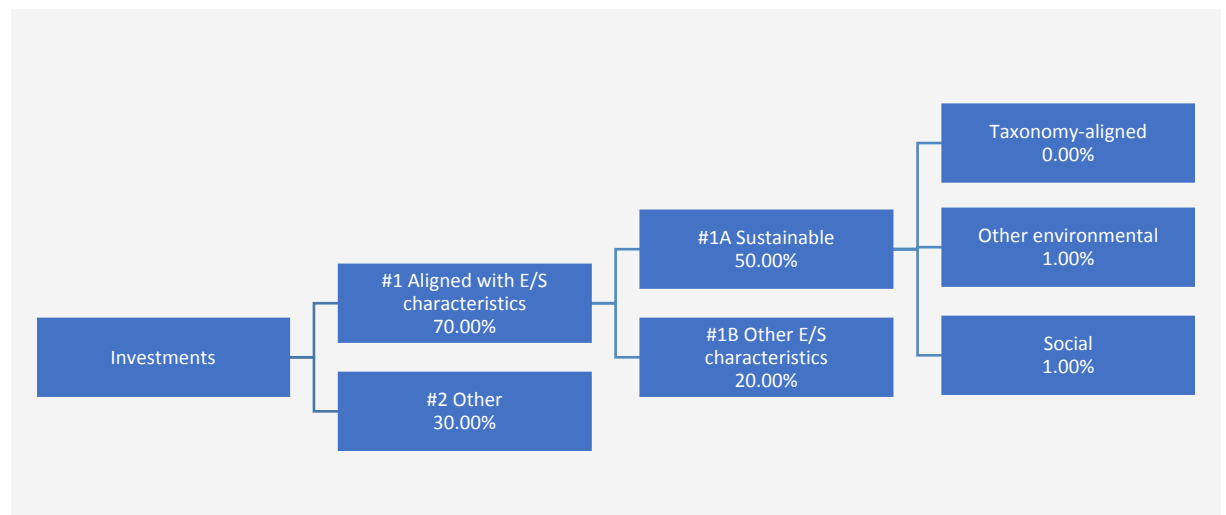 Investments
#1 Aligned with E/S
characteristics
70.00%
#2 Other
30.00%
#1A Sustainable
50.00%
#1B Other E/S
characteristics
20.00%
Taxonomy-aligned
0.00%
Other environmental
1.00%
Social
1.00%